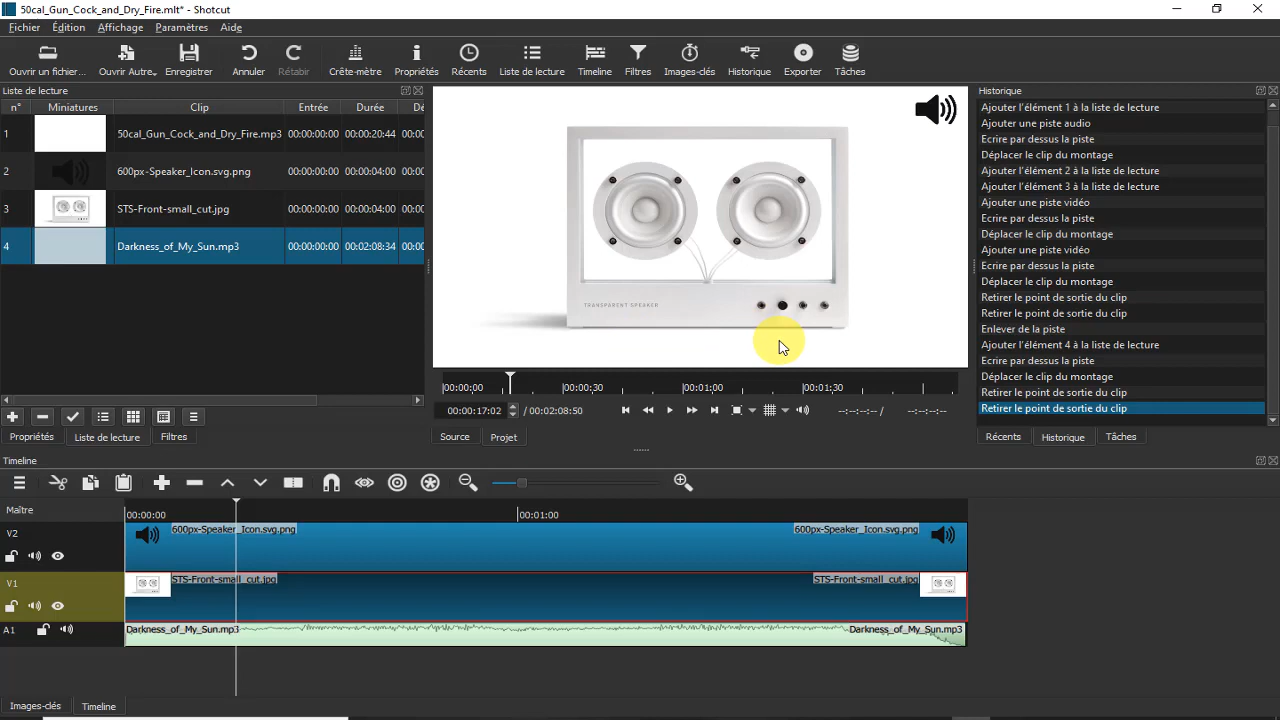 50cal_Gun_Cock_and_Dry_Fire.mlt* - Shotcut
Fichier Édition Affichage Paramètres Aide
Ouvrir un fichier... Ouvrir Autre... Enregistrer Annuler Rétablir Crête-mètre Propriétés Récents Liste de lecture Timeline Filtres Images-clés Historique Exporter Tâches
Liste de lecture
n° Miniatures Clip Entrée Durée
1 50cal_Gun_Cock_and_Dry_Fire.mp3 00:00:00:00 00:00:20:44
2 600px-Speaker_Icon.svg.png 00:00:00:00 00:00:04:00
3 STS-Front-small_cut.jpg 00:00:00:00 00:00:04:00
4 Darkness_of_My_Sun.mp3 00:00:00:00 00:02:08:34
Propriétés Liste de lecture Filtres
TRANSPARENT SPEAKER
00:00:00 00:00:30 00:01:00 00:01:30
00:00:17:02 / 00:02:08:50 --:--:--:-- / --:--:--:--
Source Projet
Historique
Ajouter l'élément 1 à la liste de lecture
Ajouter une piste audio
Ecrire par dessus la piste
Déplacer le clip du montage
Ajouter l'élément 2 à la liste de lecture
Ajouter l'élément 3 à la liste de lecture
Ajouter une piste vidéo
Ecrire par dessus la piste
Déplacer le clip du montage
Ajouter une piste vidéo
Ecrire par dessus la piste
Déplacer le clip du montage
Retirer le point de sortie du clip
Retirer le point de sortie du clip
Enlever de la piste
Ajouter l'élément 4 à la liste de lecture
Ecrire par dessus la piste
Déplacer le clip du montage
Retirer le point de sortie du clip
Retirer le point de sortie du clip
Récents Historique Tâches
Timeline
Maître 00:00:00 00:01:00
V2 600px-Speaker_Icon.svg.png 600px-Speaker_Icon.svg.png
V1 STS-Front-small_cut.jpg STS-Front-small_cut.jpg
A1 Darkness_of_My_Sun.mp3 Darkness_of_My_Sun.mp3
Images-clés Timeline